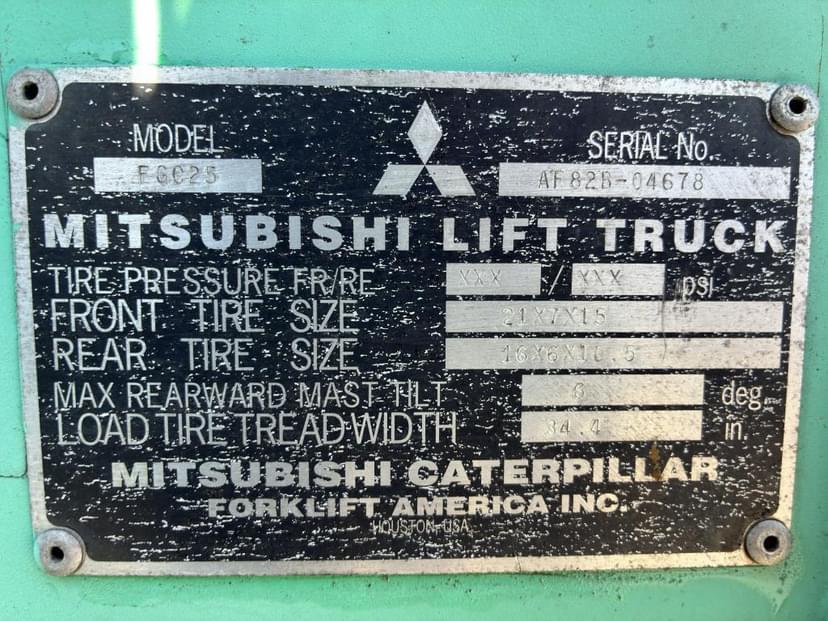 MODEL
FGC25
SERIAL No.
AF82B-04678
MITSUBISHI LIFT TRUCK
TIRE PRESSURE FR/RE XXX / XXX psi
FRONT TIRE SIZE 21X7X15
REAR TIRE SIZE 16X6X10.5
MAX REARWARD MAST TILT 6 deg.
LOAD TIRE TREAD WIDTH 34.4 in.
MITSUBISHI CATERPILLAR
FORKLIFT AMERICA INC.
HOUSTON, USA